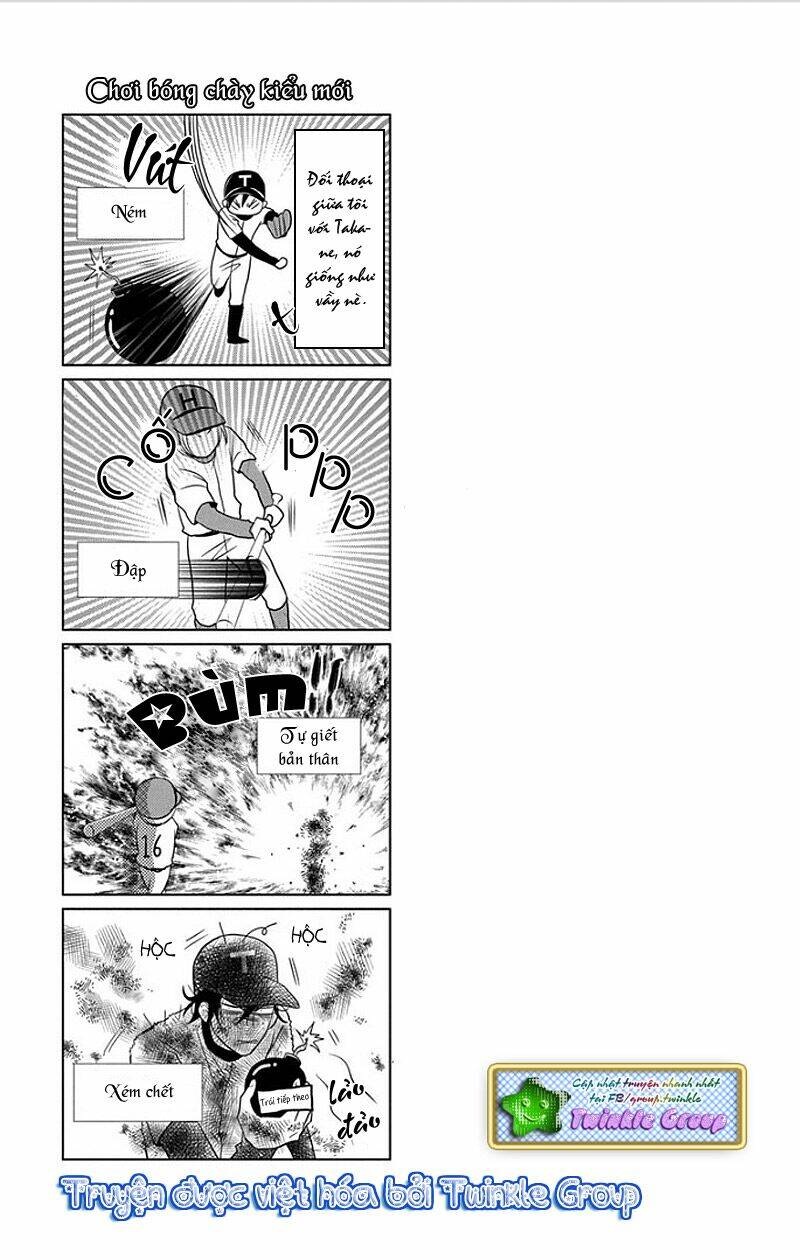 Chơi bóng chày kiểu mới
Đối thoại
giữa tôi
với Taka-
ne, nó
giống như
vầy nè.
Vút
T
Ném
H
CỐPPP
Đập
BÙM!!
Tự giết
bản thân
16
HỘC
HỘC
T
Xém chết
Trái tiếp theo
lảo
đảo
Cập nhật truyện nhanh nhất
tại FB/group.twinkle
Twinkle Group
Truyện được việt hóa bởi Twinkle Group